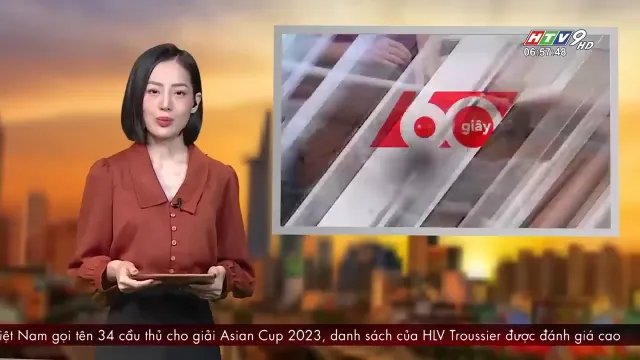 HTV9 HD
06:57:48
60 giây
iệt Nam gọi tên 34 cầu thủ cho giải Asian Cup 2023, danh sách của HLV Troussier được đánh giá cao